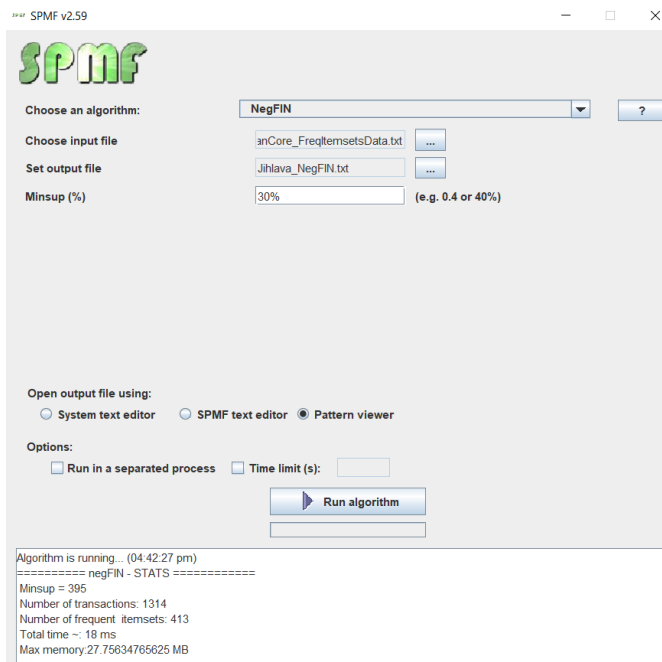 SPMF v2.59
SPMF
Choose an algorithm: NegFIN ?
Choose input file anCore_FreqItemsetsData.txt ...
Set output file Jihlava_NegFIN.txt ...
Minsup (%) 30% (e.g. 0.4 or 40%)
Open output file using:
System text editor SPMF text editor Pattern viewer
Options:
Run in a separated process Time limit (s):
Run algorithm
Algorithm is running... (04:42:27 pm)
========== negFIN - STATS ============
Minsup = 395
Number of transactions: 1314
Number of frequent  itemsets: 413
Total time ~: 18 ms
Max memory:27.75634765625 MB